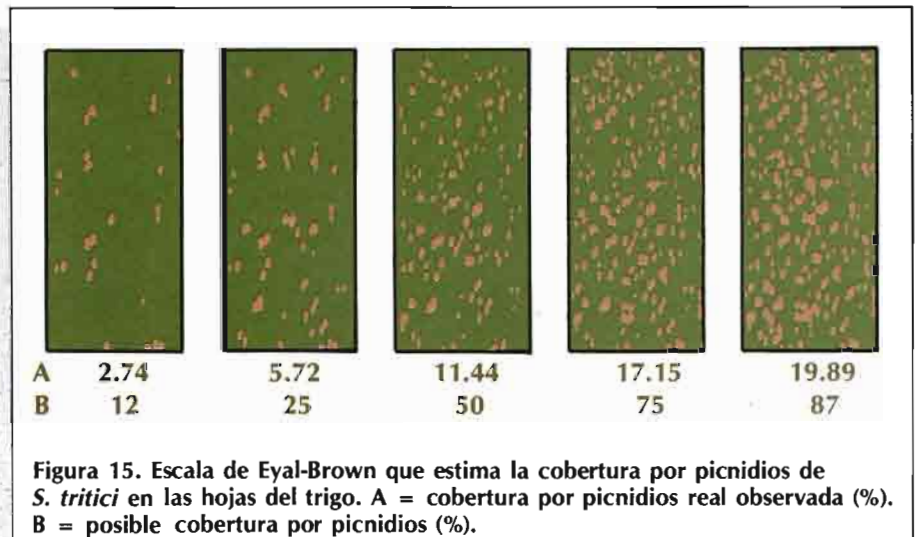 A 2.74 5.72 11.44 17.15 19.89
B 12 25 50 75 87
Figura 15. Escala de Eyal-Brown que estima la cobertura por picnidios de
S. tritici en las hojas del trigo. A = cobertura por picnidios real observada (%).
B = posible cobertura por picnidios (%).